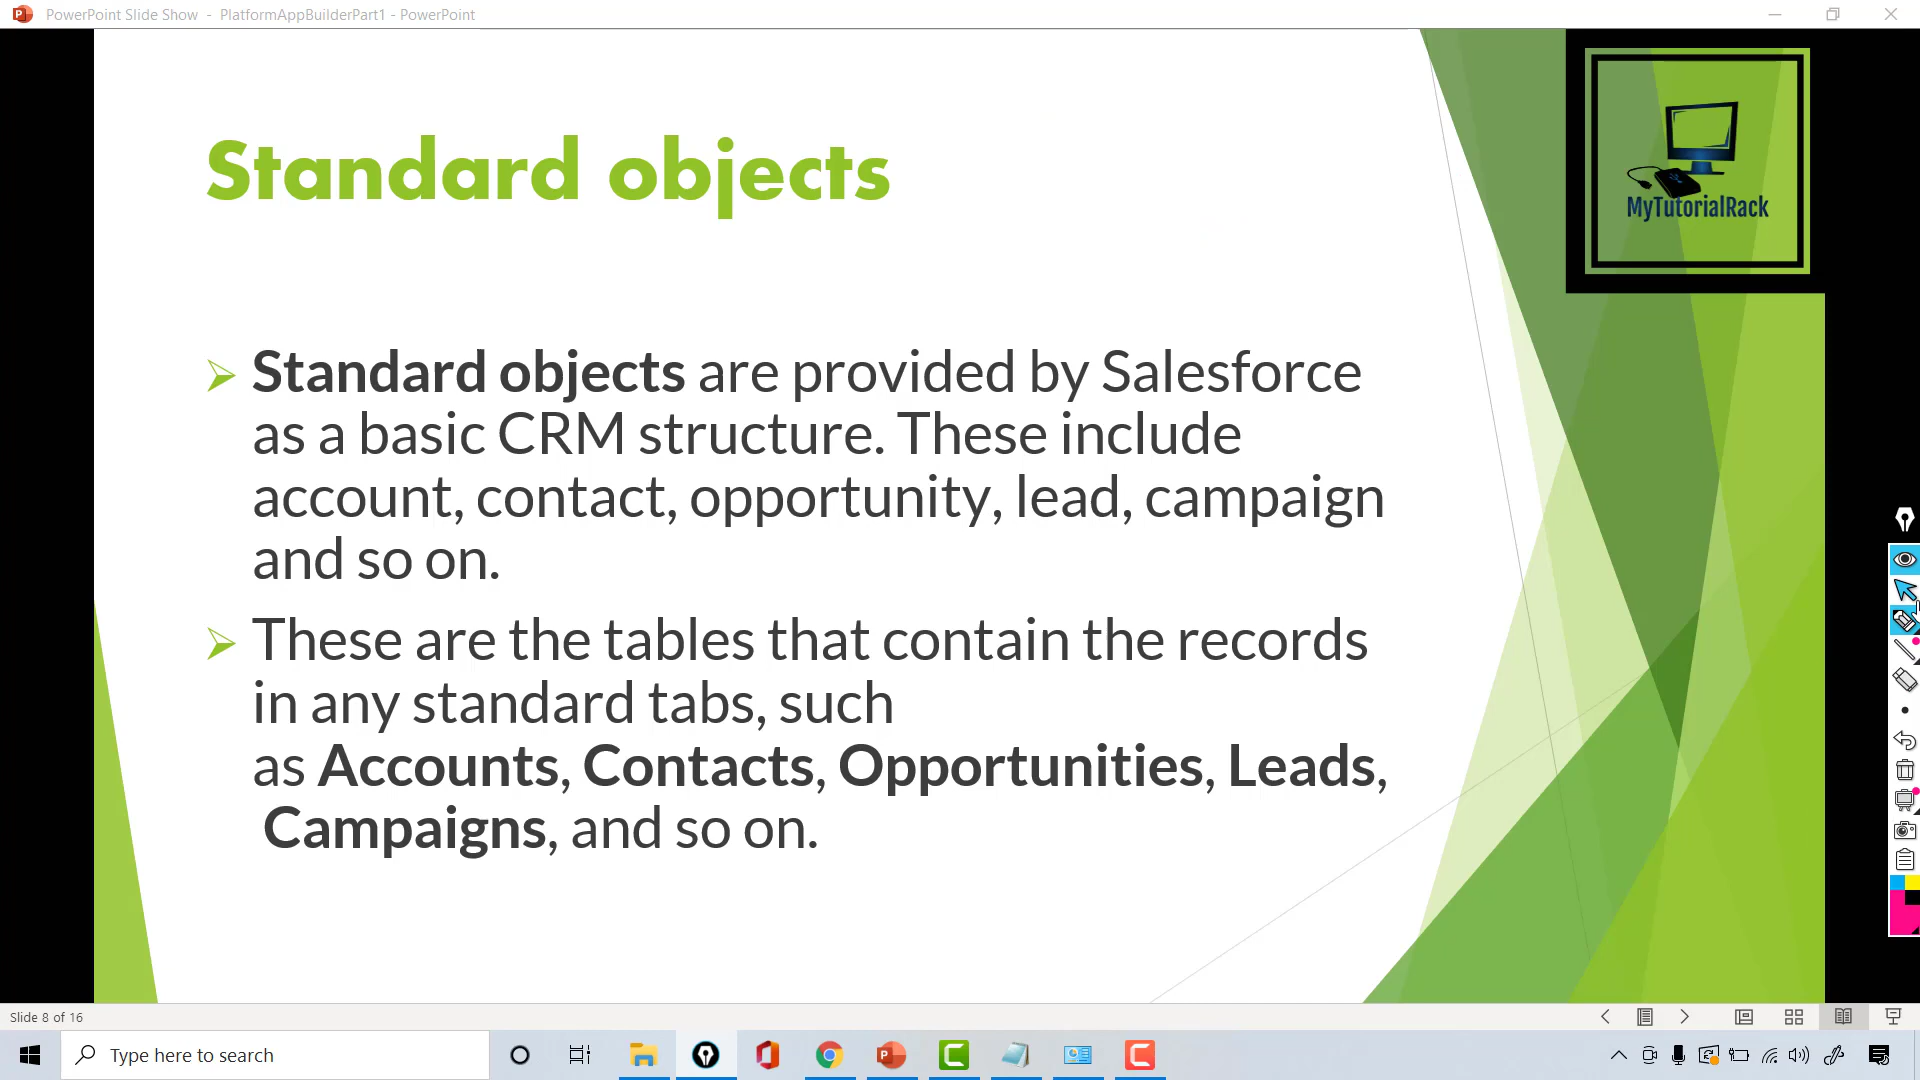 PowerPoint Slide Show - PlatformAppBuilderPart1 - PowerPoint
MyTutorialRack
Standard objects
Standard objects are provided by Salesforce
as a basic CRM structure. These include
account, contact, opportunity, lead, campaign
and so on.
These are the tables that contain the records
in any standard tabs, such
as Accounts, Contacts, Opportunities, Leads,
Campaigns, and so on.
Slide 8 of 16
Type here to search